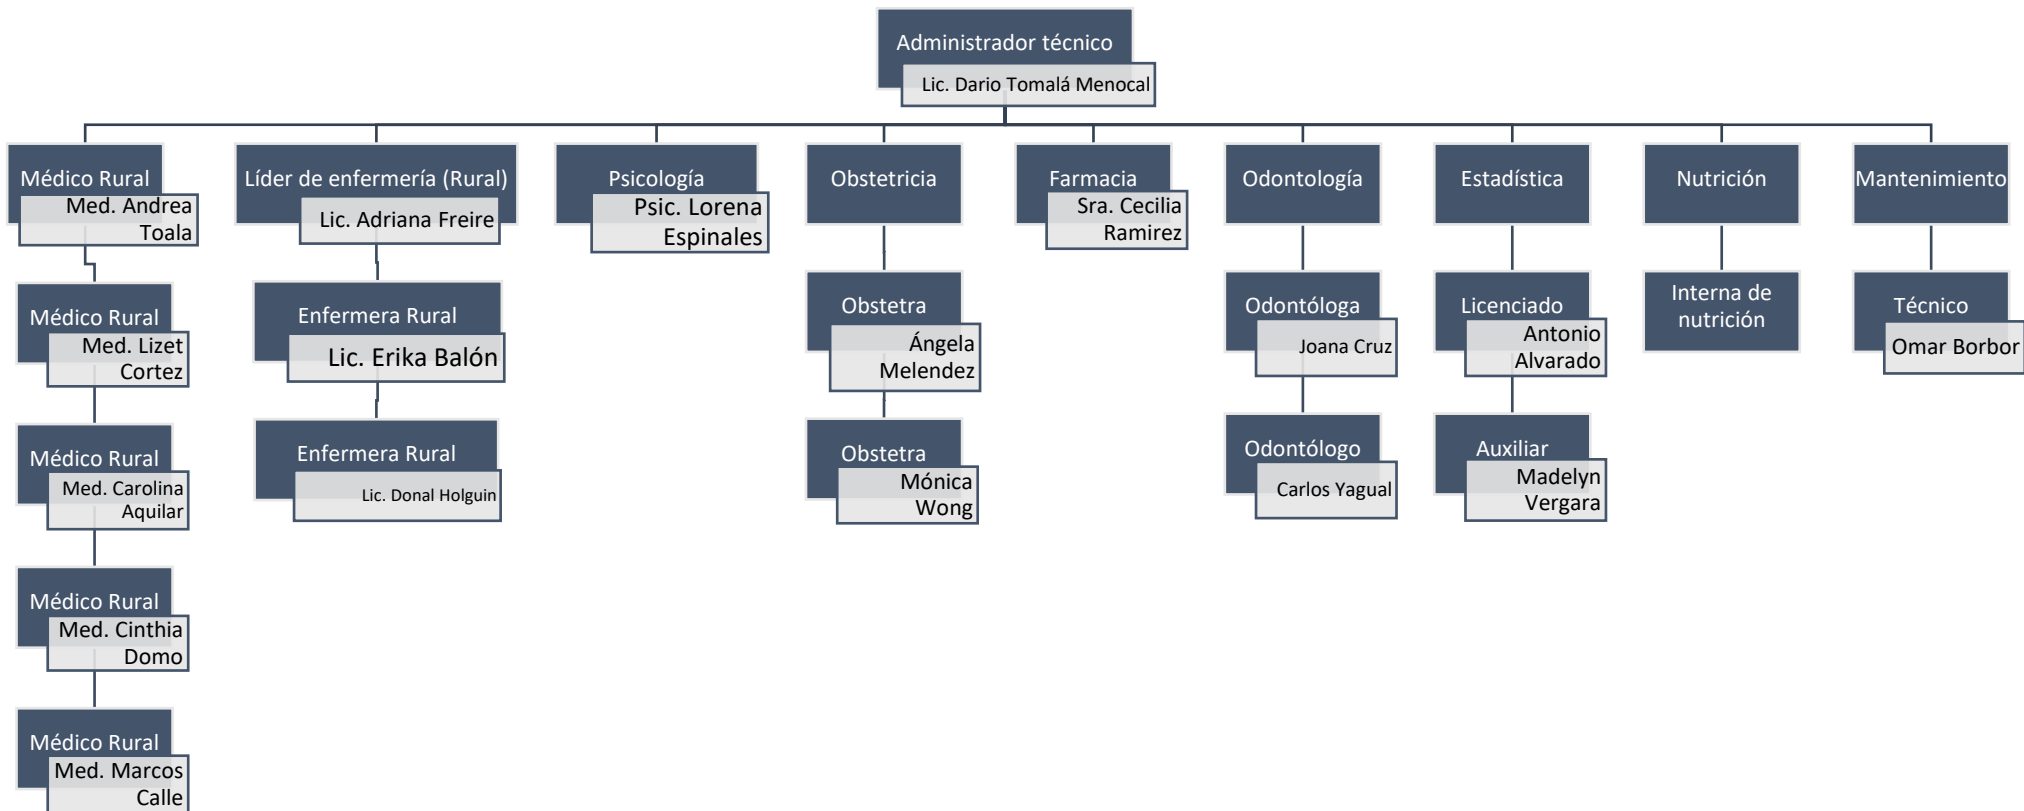 Administrador técnico
Lic. Dario Tomalá Menocal
Médico Rural
Med. Andrea
Toala
Médico Rural
Med. Lizet
Cortez
Médico Rural
Med. Carolina
Aquilar
Médico Rural
Med. Cinthia
Domo
Médico Rural
Med. Marcos
Calle
Líder de enfermería (Rural)
Lic. Adriana Freire
Enfermera Rural
Lic. Erika Balón
Enfermera Rural
Lic. Donal Holguin
Psicología
Psic. Lorena
Espinales
Obstetricia
Obstetra
Ángela
Melendez
Obstetra
Mónica
Wong
Farmacia
Sra. Cecilia
Ramirez
Odontología
Odontóloga
Joana Cruz
Odontólogo
Carlos Yagual
Estadística
Licenciado
Antonio
Alvarado
Auxiliar
Madelyn
Vergara
Nutrición
Interna de
nutrición
Mantenimiento
Técnico
Omar Borbor